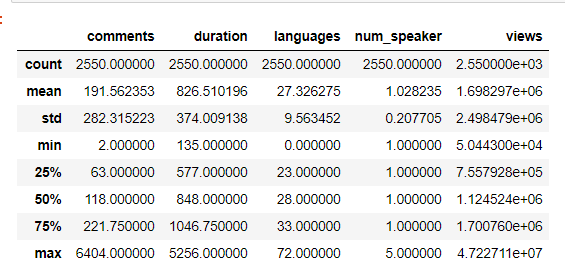 comments duration languages num_speaker views
count 2550.000000 2550.000000 2550.000000 2550.000000 2.550000e+03
mean 191.562353 826.510196 27.326275 1.028235 1.698297e+06
std 282.315223 374.009138 9.563452 0.207705 2.498479e+06
min 2.000000 135.000000 0.000000 1.000000 5.044300e+04
25% 63.000000 577.000000 23.000000 1.000000 7.557928e+05
50% 118.000000 848.000000 28.000000 1.000000 1.124524e+06
75% 221.750000 1046.750000 33.000000 1.000000 1.700760e+06
max 6404.000000 5256.000000 72.000000 5.000000 4.722711e+07